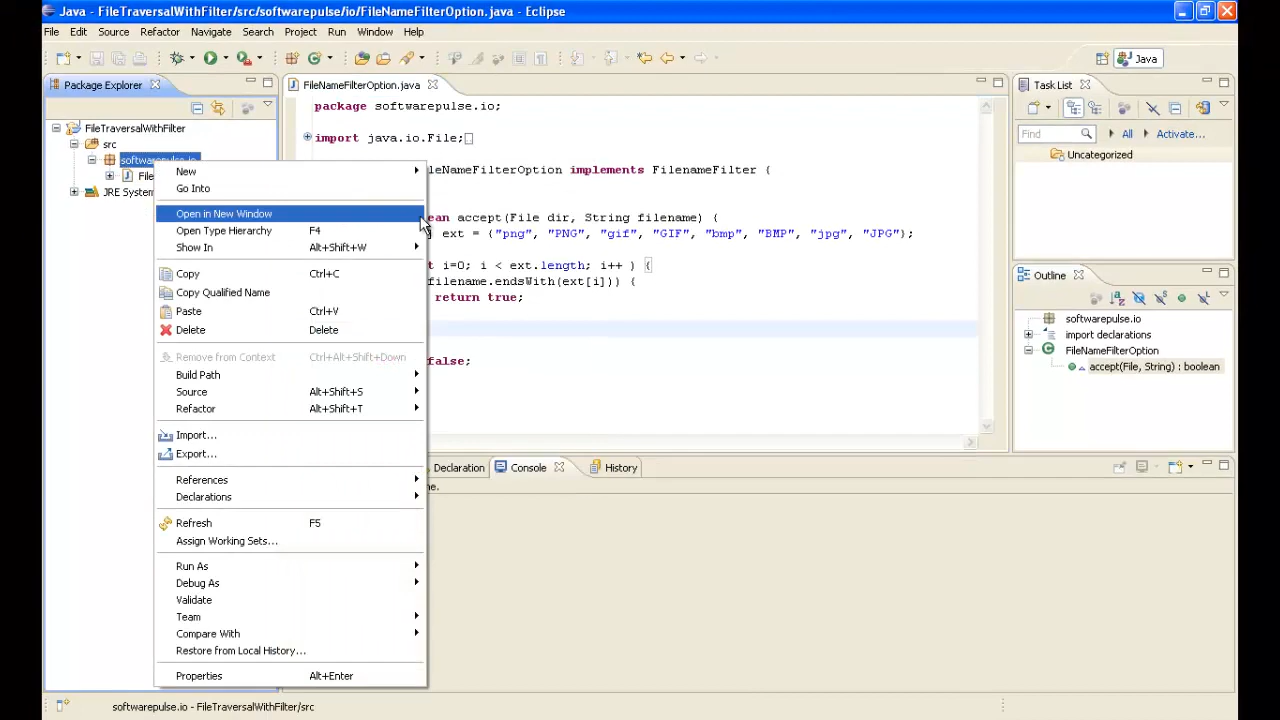 Java - FileTraversalWithFilter/src/softwarepulse/io/FileNameFilterOption.java - Eclipse
File Edit Source Refactor Navigate Search Project Run Window Help
Java
Package Explorer
FileTraversalWithFilter
src
softwarepulse.io
File
JRE System
New
Go Into
Open in New Window
Open Type Hierarchy F4
Show In Alt+Shift+W
Copy Ctrl+C
Copy Qualified Name
Paste Ctrl+V
Delete Delete
Remove from Context Ctrl+Alt+Shift+Down
Build Path
Source Alt+Shift+S
Refactor Alt+Shift+T
Import...
Export...
References
Declarations
Refresh F5
Assign Working Sets...
Run As
Debug As
Validate
Team
Compare With
Restore from Local History...
Properties Alt+Enter
FileNameFilterOption.java
package softwarepulse.io;
import java.io.File;
leNameFilterOption implements FilenameFilter {
ean accept(File dir, String filename) {
] ext = {"png", "PNG", "gif", "GIF", "bmp", "BMP", "jpg", "JPG"};
t i=0; i < ext.length; i++ ) {
filename.endsWith(ext[i])) {
return true;
false;
Declaration Console History
e.
Task List
Find All Activate...
Uncategorized
Outline
softwarepulse.io
import declarations
FileNameFilterOption
accept(File, String) : boolean
softwarepulse.io - FileTraversalWithFilter/src